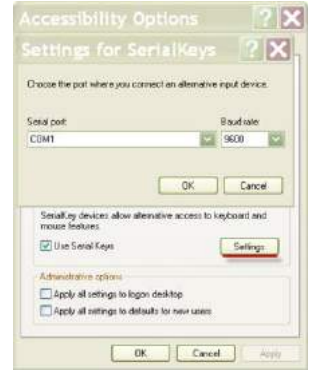 Accessibility Options
Settings for SerialKeys
Choose the port where you connect an alternative input device.
Serial port: Baud rate:
COM1 9600
OK Cancel
SerialKey devices allow alternative access to keyboard and
mouse features.
Use Serial Keys Settings
Administrative options
Apply all settings to logon desktop
Apply all settings to defaults for new users
OK Cancel Apply